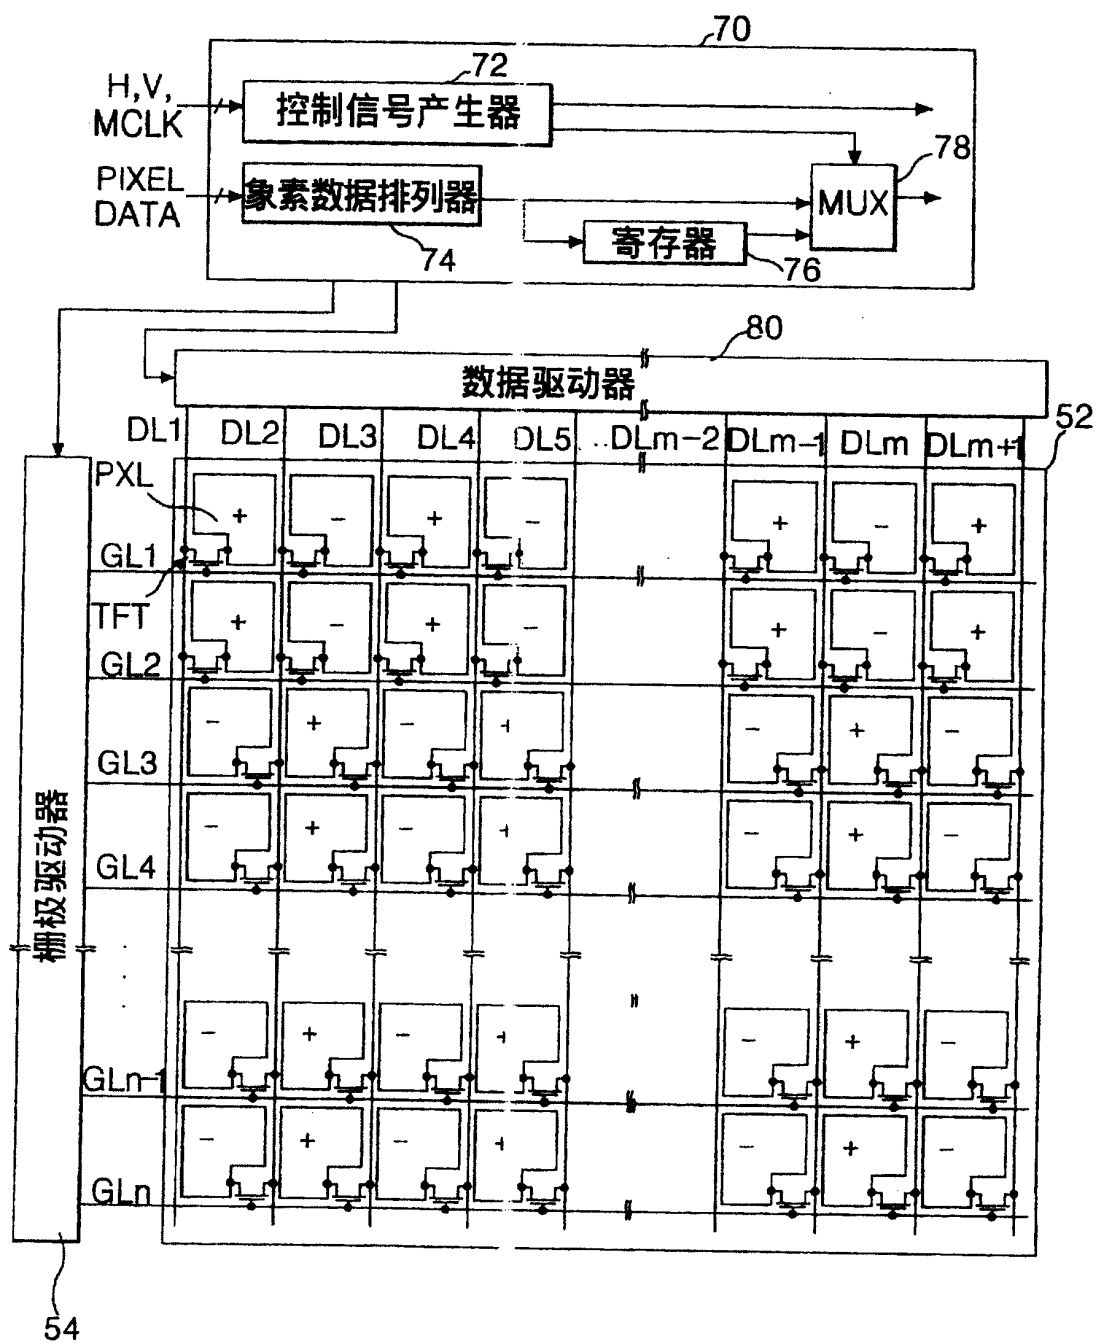 70
72
H,V,
MCLK
控制信号产生器
78
PIXEL
DATA
象素数据排列器
MUX
74
寄存器
76
80
数据驱动器
52
DL1 DL2 DL3 DL4 DL5 ... DLm-2 DLm-1 DLm DLm+1
PXL
+ - + - + - +
GL1
TFT
+ - + - + - +
GL2
- + - + - + -
GL3
- + - + - + -
GL4
栅极驱动器
- + - + - + -
GLn-1
- + - + - + -
GLn
54